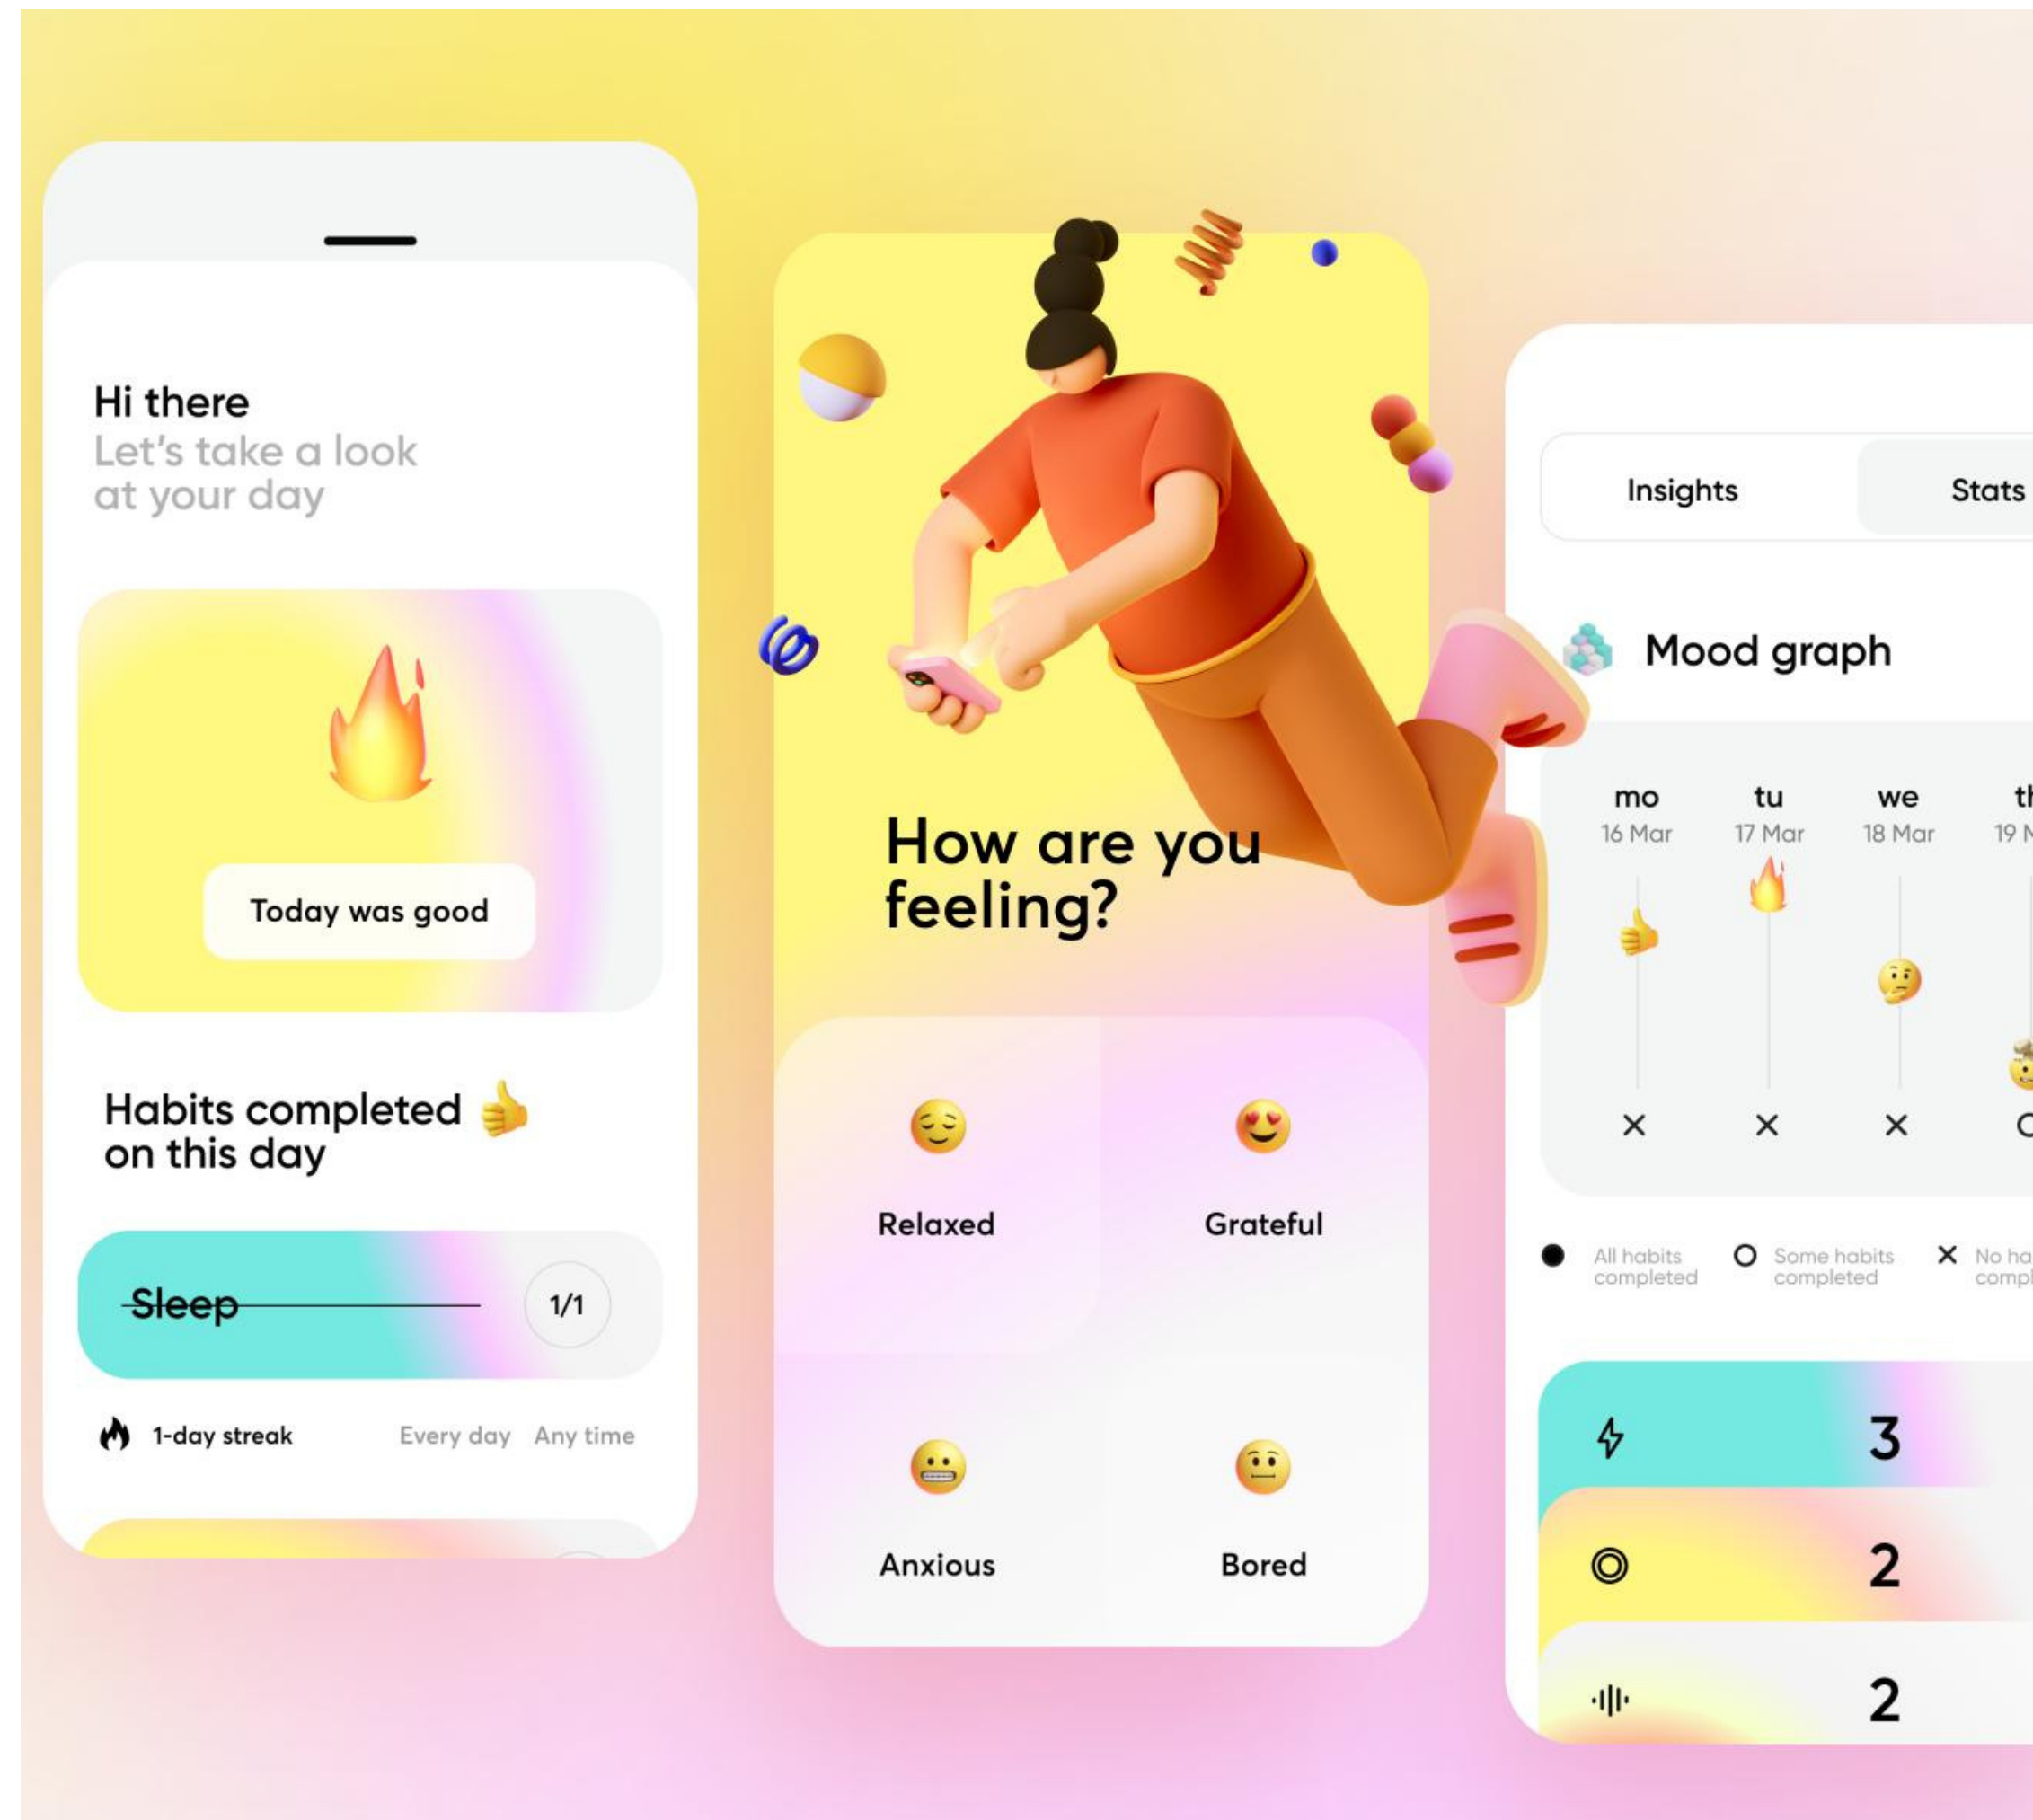 Hi there
Let's take a look
at your day
Today was good
Habits completed
on this day
Sleep
1/1
1-day streak
Every day Any time
How are you
feeling?
Relaxed
Grateful
Anxious
Bored
Insights
Stats
Mood graph
mo tu we
16 Mar 17 Mar 18 Mar 19
All habits
completed
Some habits
completed
No
3
2
2